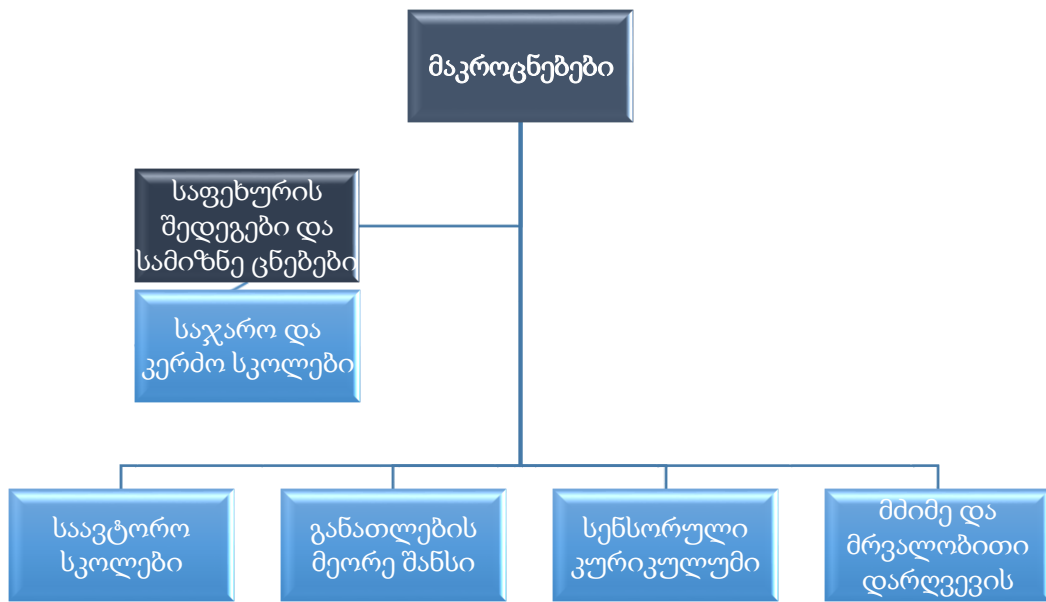 მაკროცნებები
საფეხურის
შედეგები და
სამიზნე ცნებები
საჯარო და
კერძო სკოლები
საავტორო
სკოლები
განათლების
მეორე შანსი
სენსორული
კურიკულუმი
მძიმე და
მრვალობითი
დარღვევის